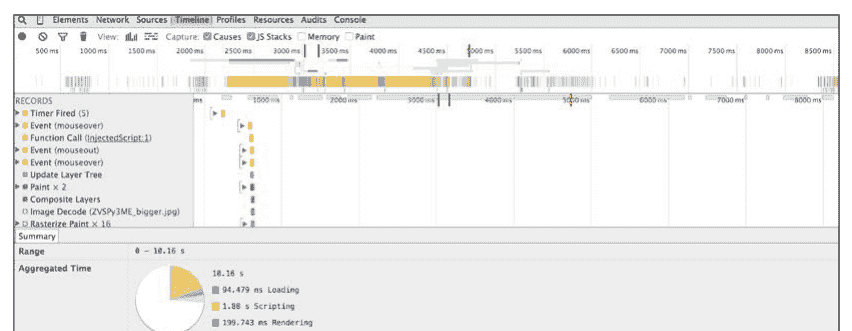 Elements Network Sources Timeline Profiles Resources Audits Console
View: Capture: Causes JS Stacks Memory Paint
500 ms 1000 ms 1500 ms 2000 ms 2500 ms 3000 ms 3500 ms 4000 ms 4500 ms 5000 ms 5500 ms 6000 ms 6500 ms 7000 ms 7500 ms 8000 ms 8500 ms
RECORDS ms 1000 ms 2000 ms 3000 ms 4000 ms 5000 ms 6000 ms 7000 ms 8000 ms
Timer Fired (5)
Event (mouseover)
Function Call (InjectedScript:1)
Event (mouseout)
Event (mouseover)
Update Layer Tree
Paint × 2
Composite Layers
Image Decode (ZVSPy3ME_bigger.jpg)
Rasterize Paint × 16
Summary
Range 0 – 10.16 s
Aggregated Time
10.16 s
94.479 ms Loading
1.88 s Scripting
199.743 ms Rendering